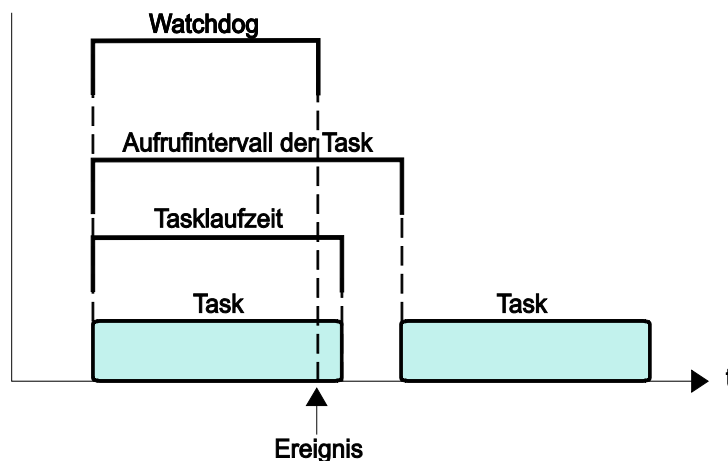 Watchdog
Aufrufintervall der Task
Tasklaufzeit
Task
Task
t
Ereignis